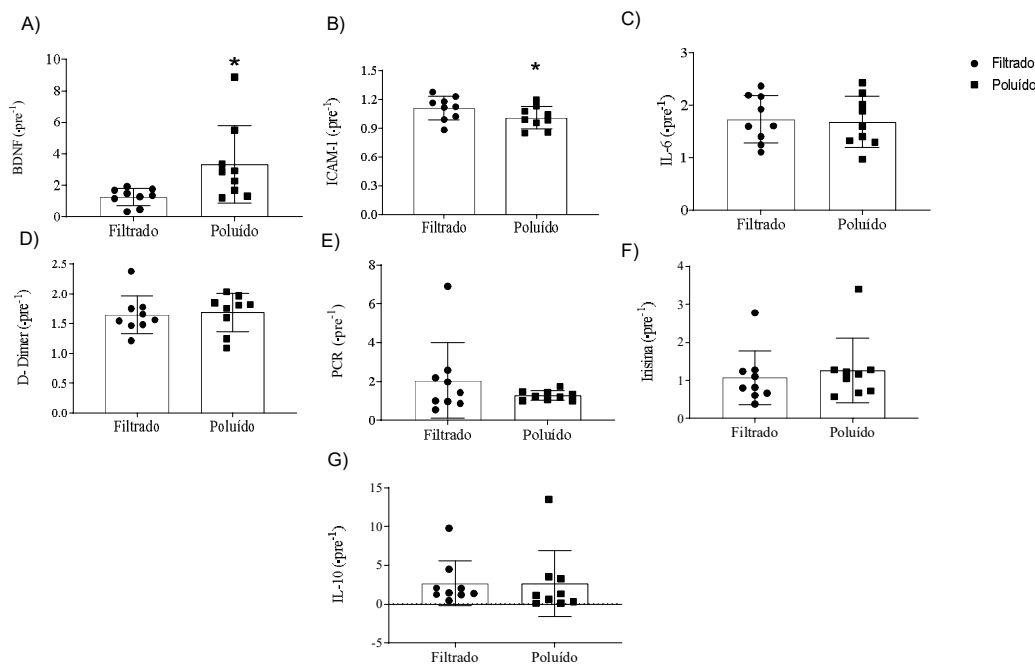 A)
BDNF (·pre⁻¹)
10
8
6
4
2
0
*
Filtrado
Poluído
B)
ICAM-1 (·pre⁻¹)
1.5
1.2
0.9
0.6
0.3
0.0
*
Filtrado
Poluído
C)
IL-6 (·pre⁻¹)
3
2
1
0
Filtrado
Poluído
Filtrado
Poluído
D)
D- Dimer (·pre⁻¹)
2.5
2.0
1.5
1.0
0.5
0.0
Filtrado
Poluído
E)
PCR (·pre⁻¹)
8
6
4
2
0
Filtrado
Poluído
F)
Irisina (·pre⁻¹)
4
3
2
1
0
Filtrado
Poluído
G)
IL-10 (·pre⁻¹)
15
10
5
0
-5
Filtrado
Poluído